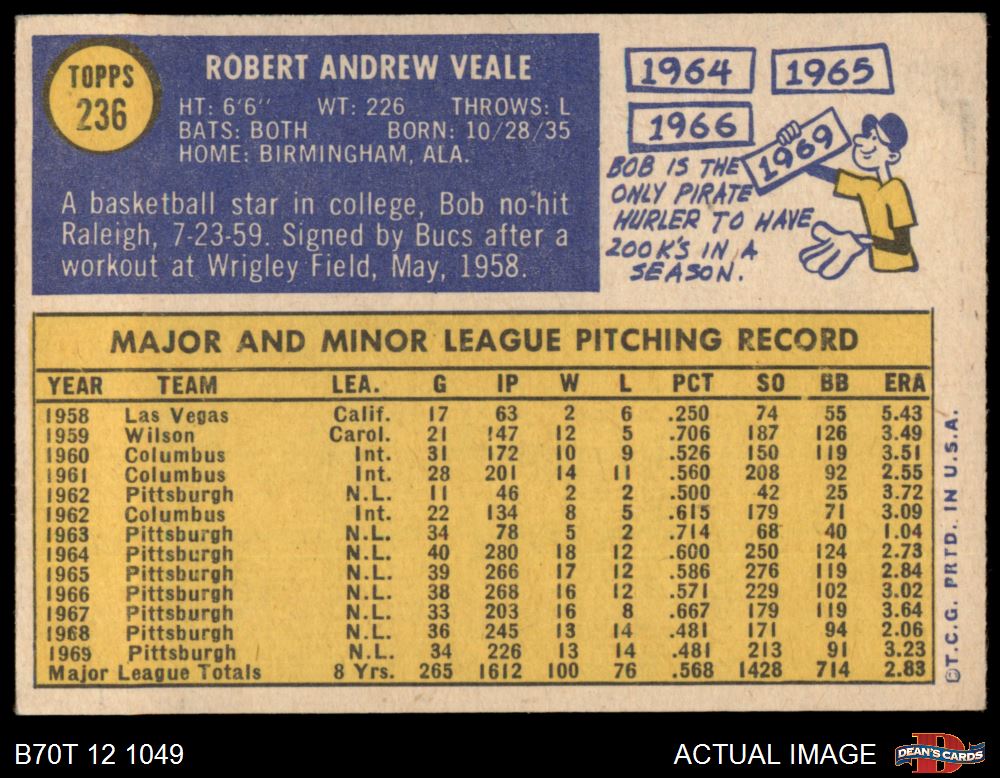 TOPPS
236
ROBERT ANDREW VEALE
HT: 6'6" WT: 226 THROWS: L
BATS: BOTH BORN: 10/28/35
HOME: BIRMINGHAM, ALA.
A basketball star in college, Bob no-hit
Raleigh, 7-23-59. Signed by Bucs after a
workout at Wrigley Field, May, 1958.
1964 1965
1966
1969
BOB IS THE
ONLY PIRATE
HURLER TO HAVE
200 K'S IN A
SEASON.
MAJOR AND MINOR LEAGUE PITCHING RECORD
YEAR TEAM LEA. G IP W L PCT SO BB ERA
1958 Las Vegas Calif. 17 63 2 6 .250 74 55 5.43
1959 Wilson Carol. 21 147 12 5 .706 187 126 3.49
1960 Columbus Int. 31 172 10 9 .526 150 119 3.51
1961 Columbus Int. 28 201 14 11 .560 208 92 2.55
1962 Pittsburgh N.L. 11 46 2 2 .500 42 25 3.72
1962 Columbus Int. 22 134 8 5 .615 179 71 3.09
1963 Pittsburgh N.L. 34 78 5 2 .714 68 40 1.04
1964 Pittsburgh N.L. 40 280 18 12 .600 250 124 2.73
1965 Pittsburgh N.L. 39 266 17 12 .586 276 119 2.84
1966 Pittsburgh N.L. 38 268 16 12 .571 229 102 3.02
1967 Pittsburgh N.L. 33 203 16 8 .667 179 119 3.64
1968 Pittsburgh N.L. 36 245 13 14 .481 171 94 2.06
1969 Pittsburgh N.L. 34 226 13 14 .481 213 91 3.23
Major League Totals 8 Yrs. 265 1612 100 76 .568 1428 714 2.83
©T.C.G. PRTD. IN U.S.A.
B70T 12 1049
ACTUAL IMAGE
DEAN'S CARDS